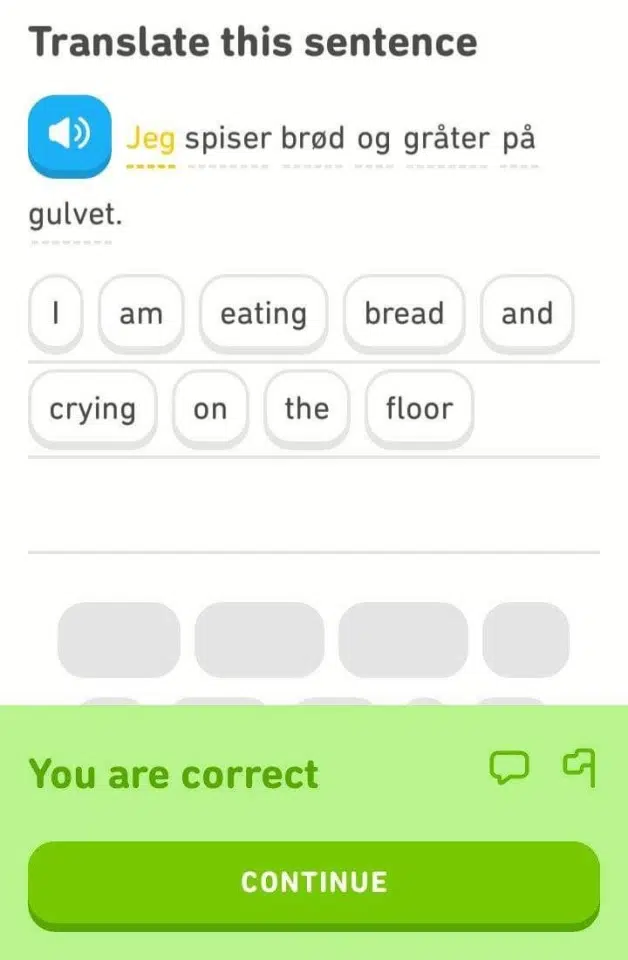 Translate this sentence
Jeg spiser brød og gråter på
gulvet.
I am eating bread and
crying on the floor
You are correct
CONTINUE